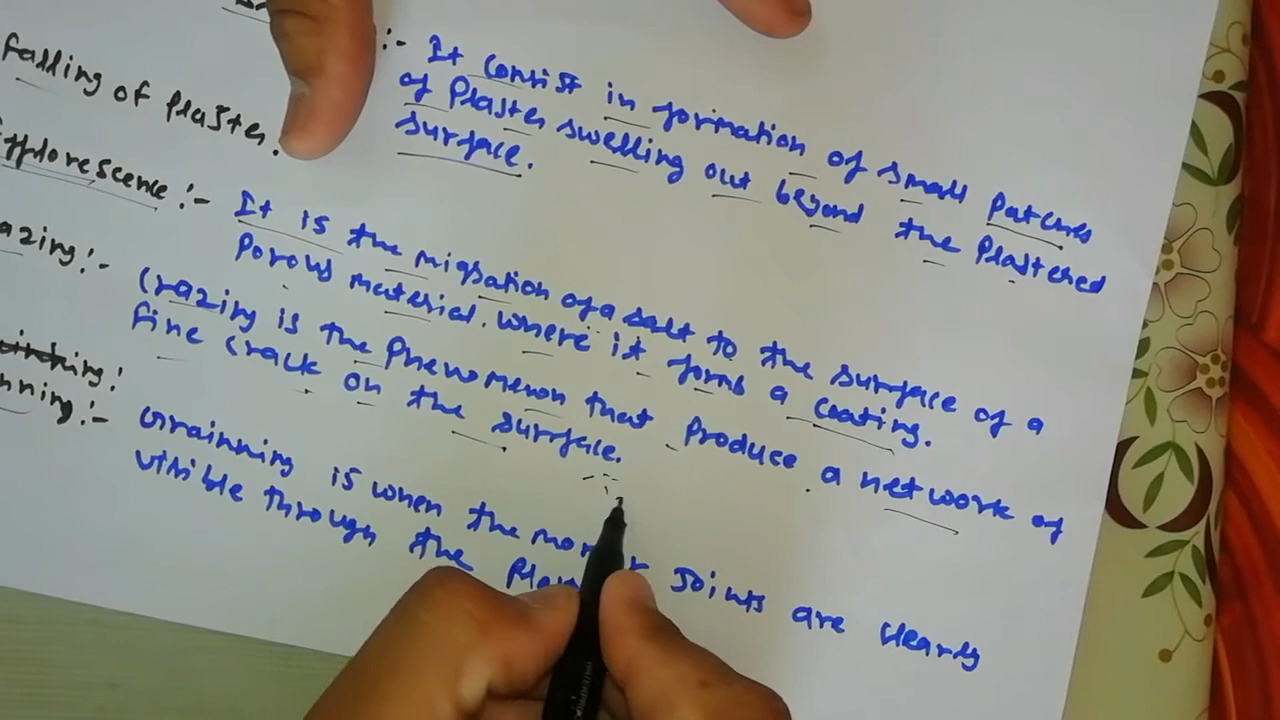 :- It consist in formation of small Patches
of Plaster swelling out beyond the Plastered
surface.
falling of Plaster:
fflorescence:- It is the migration of a salt to the surface of a
Porous material. where it forms a coating.
azing:- Crazing is the Phenomenon that Produce a network of
fine crack on the surface.
nning:- Grainning is when the mor r Joints are clearly
visible through the Pla